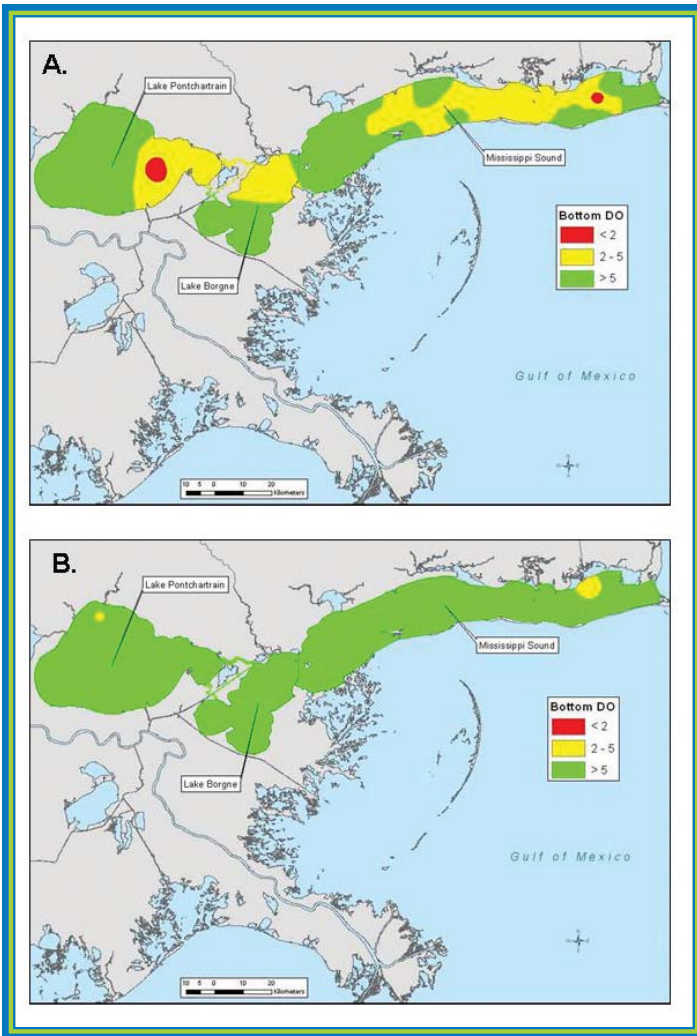 A.
Lake Pontchartrain
Mississippi Sound
Bottom DO
< 2
2 - 5
> 5
Lake Borgne
Gulf of Mexico
10 5 0 10 20
Kilometers
B.
Lake Pontchartrain
Mississippi Sound
Bottom DO
< 2
2 - 5
> 5
Lake Borgne
Gulf of Mexico
10 5 0 10 20
Kilometers